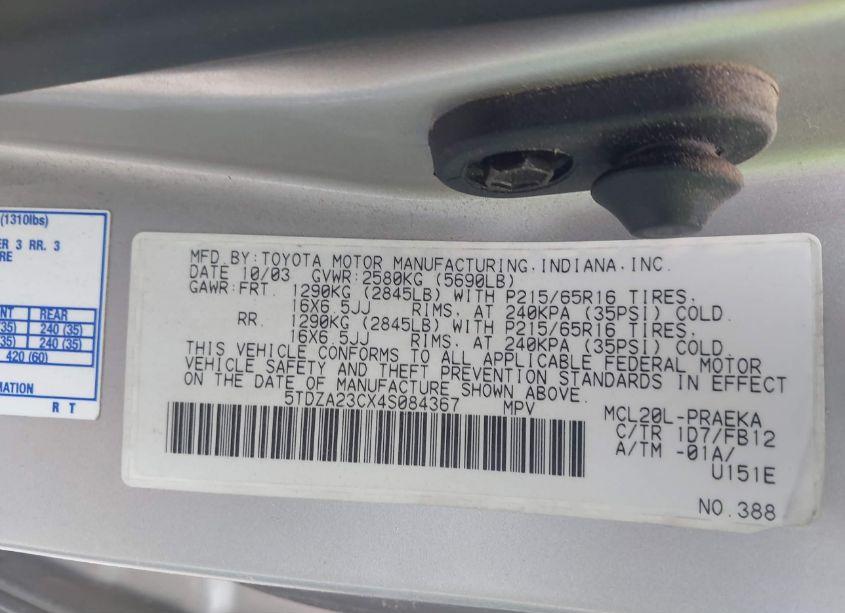 (1310lbs)
ER 3 RR. 3
RE
NT REAR
35) 240 (35)
35) 240 (35)
420 (60)
MATION
R T
MFD BY:TOYOTA MOTOR MANUFACTURING,INDIANA,INC.
DATE 10/03 GVWR:2580KG (5690LB)
GAWR:FRT. 1290KG (2845LB) WITH P215/65R16 TIRES,
16X6.5JJ RIMS, AT 240KPA (35PSI) COLD.
RR. 1290KG (2845LB) WITH P215/65R16 TIRES,
16X6.5JJ RIMS, AT 240KPA (35PSI) COLD.
THIS VEHICLE CONFORMS TO ALL APPLICABLE FEDERAL MOTOR
VEHICLE SAFETY AND THEFT PREVENTION STANDARDS IN EFFECT
ON THE DATE OF MANUFACTURE SHOWN ABOVE.
5TDZA23CX4S084367 MPV
MCL20L-PRAEKA
C/TR 1D7/FB12
A/TM -01A/
U151E
NO.388